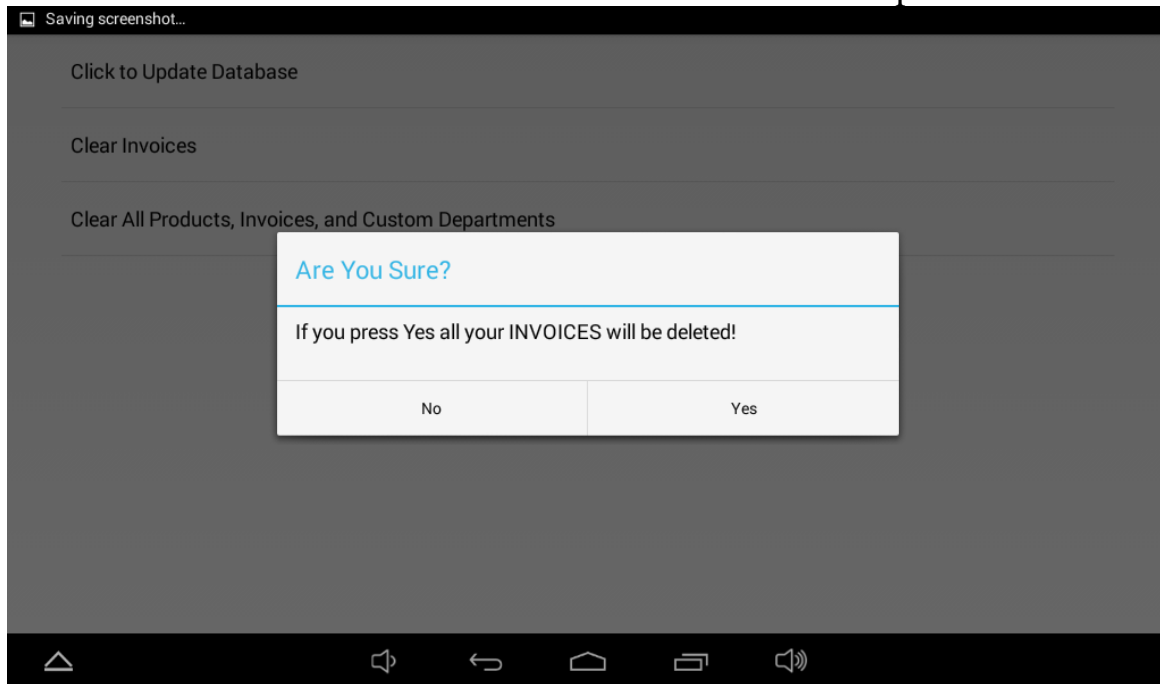 Saving screenshot...
Click to Update Database
Clear Invoices
Clear All Products, Invoices, and Custom Departments
Are You Sure?
If you press Yes all your INVOICES will be deleted!
No Yes